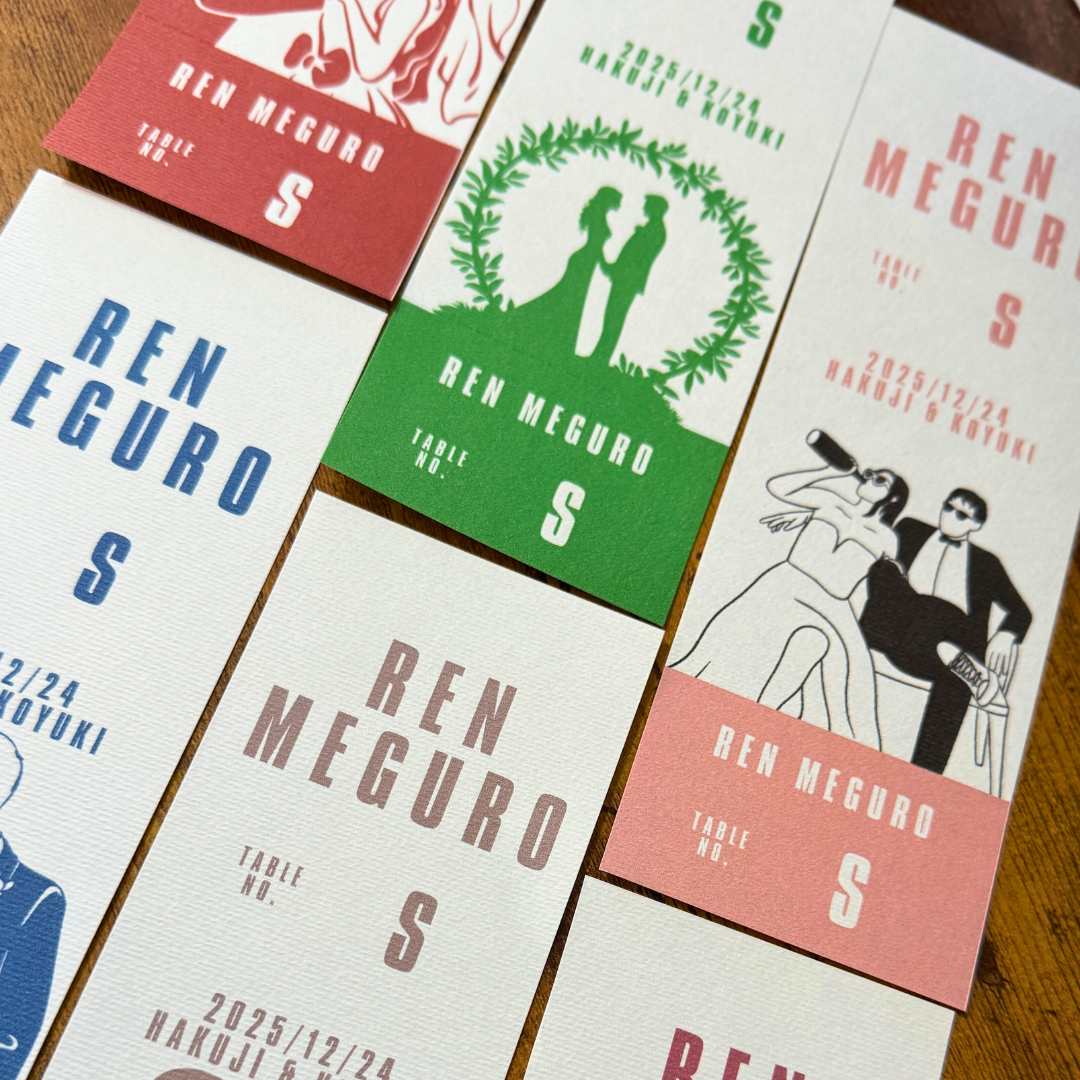 REN MEGURO
TABLE
NO.
S
S
2025/12/24
HAKUJI & KOYUKI
REN MEGURO
TABLE
NO.
S
REN
MEGURO
TABLE
NO.
S
2025/12/24
HAKUJI & KOYUKI
REN MEGURO
TABLE
NO.
S
REN
MEGURO
S
12/24
KOYUKI
REN
MEGURO
TABLE
NO.
S
2025/12/24
HAKUJI &
REN